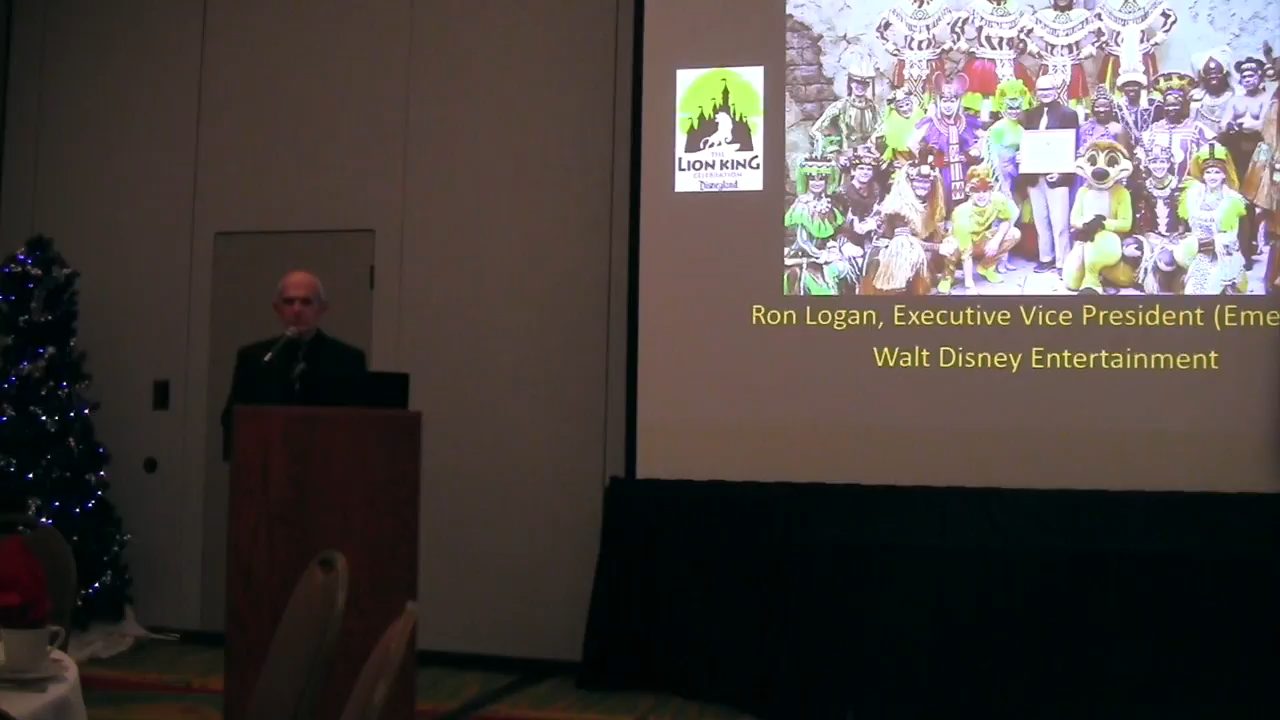 THE
LION KING
CELEBRATION
Disneyland
Ron Logan, Executive Vice President (Eme
Walt Disney Entertainment